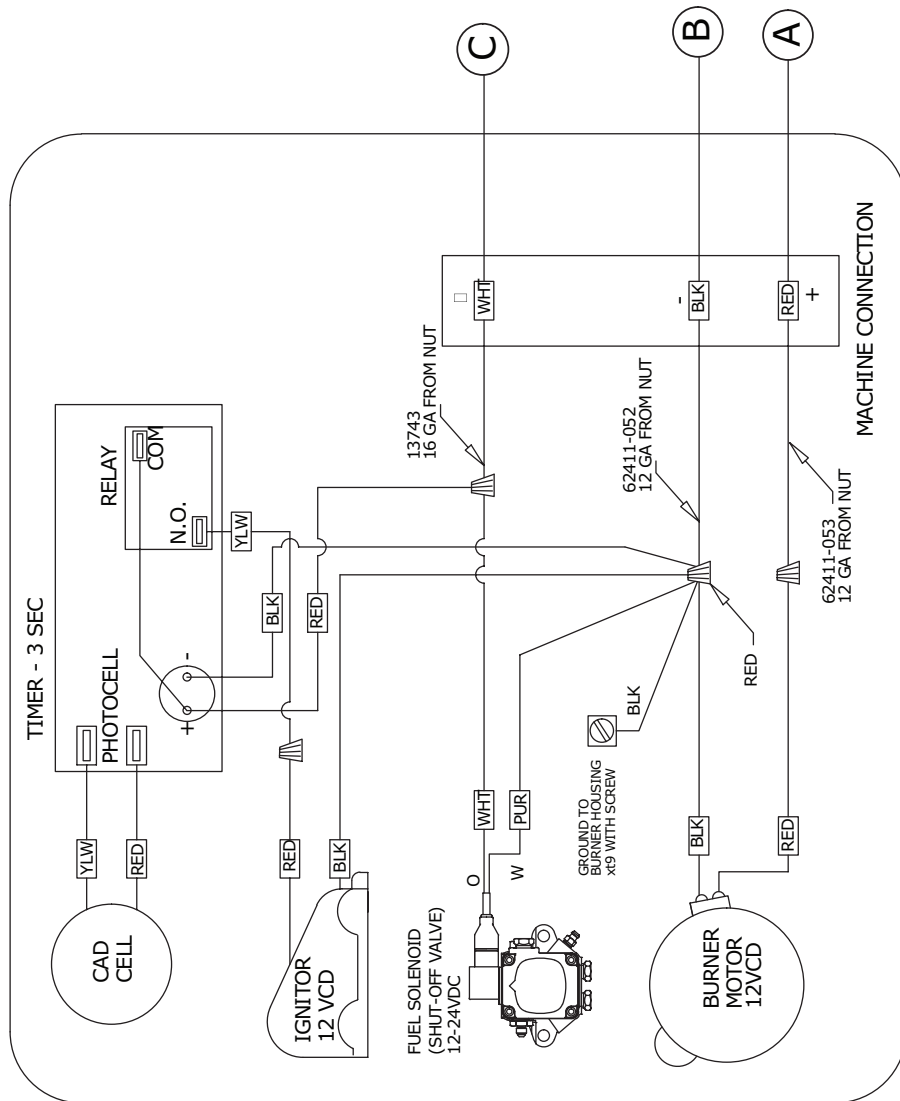 C
B
A
TIMER - 3 SEC
RELAY
COM
N.O.
PHOTOCELL
YLW
+
-
YLW
RED
CAD
CELL
BLK
RED
RED
BLK
IGNITOR
12 VCD
13743
16 GA FROM NUT
WHT
-
BLK
RED
+
MACHINE CONNECTION
62411-052
12 GA FROM NUT
62411-053
12 GA FROM NUT
RED
BLK
GROUND TO
BURNER HOUSING
xt9 WITH SCREW
WHT
PUR
O
W
FUEL SOLENOID
(SHUT-OFF VALVE)
12-24VDC
BLK
RED
BURNER
MOTOR
12VCD